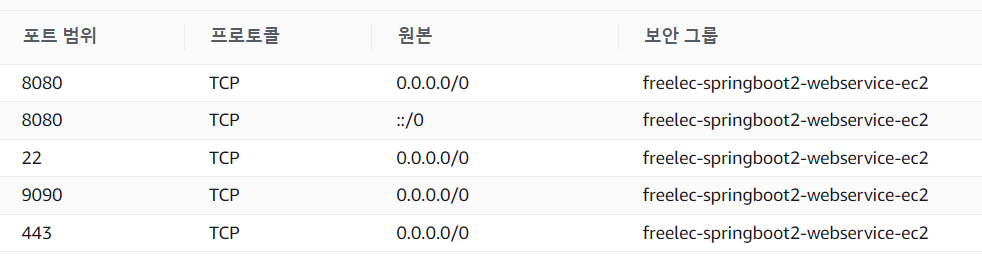 포트 범위 프로토콜 원본 보안 그룹
8080 TCP 0.0.0.0/0 freelec-springboot2-webservice-ec2
8080 TCP ::/0 freelec-springboot2-webservice-ec2
22 TCP 0.0.0.0/0 freelec-springboot2-webservice-ec2
9090 TCP 0.0.0.0/0 freelec-springboot2-webservice-ec2
443 TCP 0.0.0.0/0 freelec-springboot2-webservice-ec2